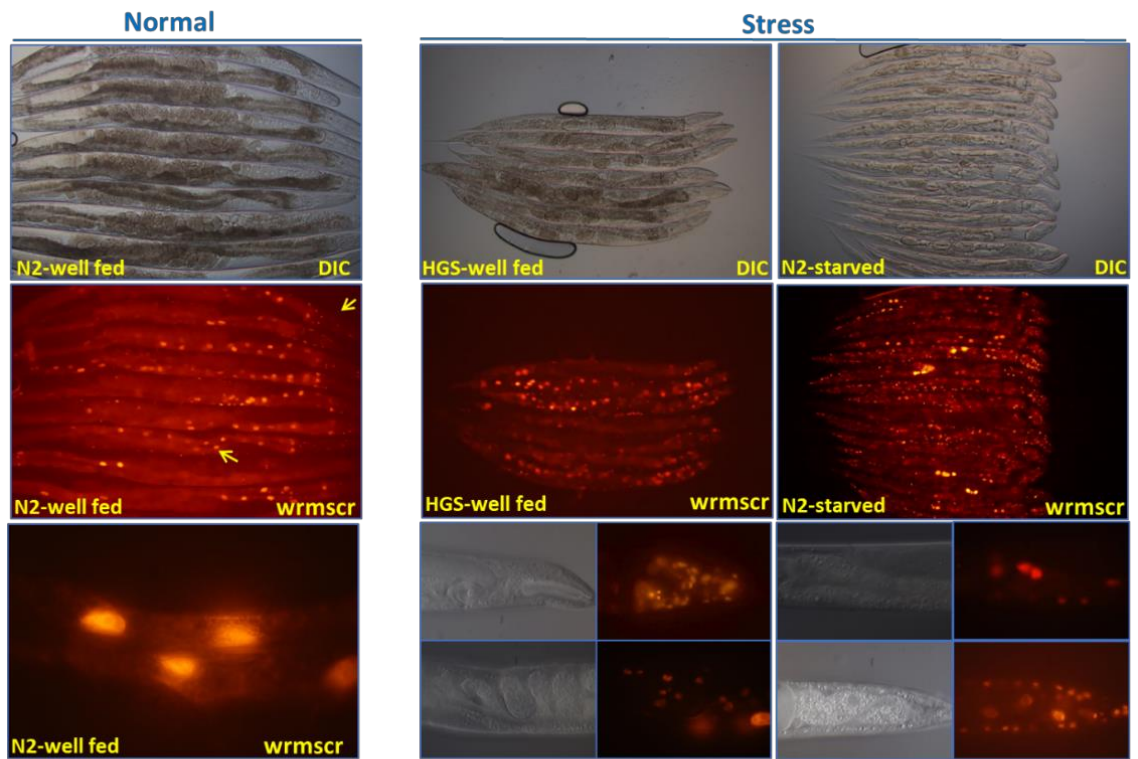 Normal
Stress
N2-well fed DIC
HGS-well fed DIC
N2-starved DIC
N2-well fed wrmscr
HGS-well fed wrmscr
N2-starved wrmscr
N2-well fed wrmscr